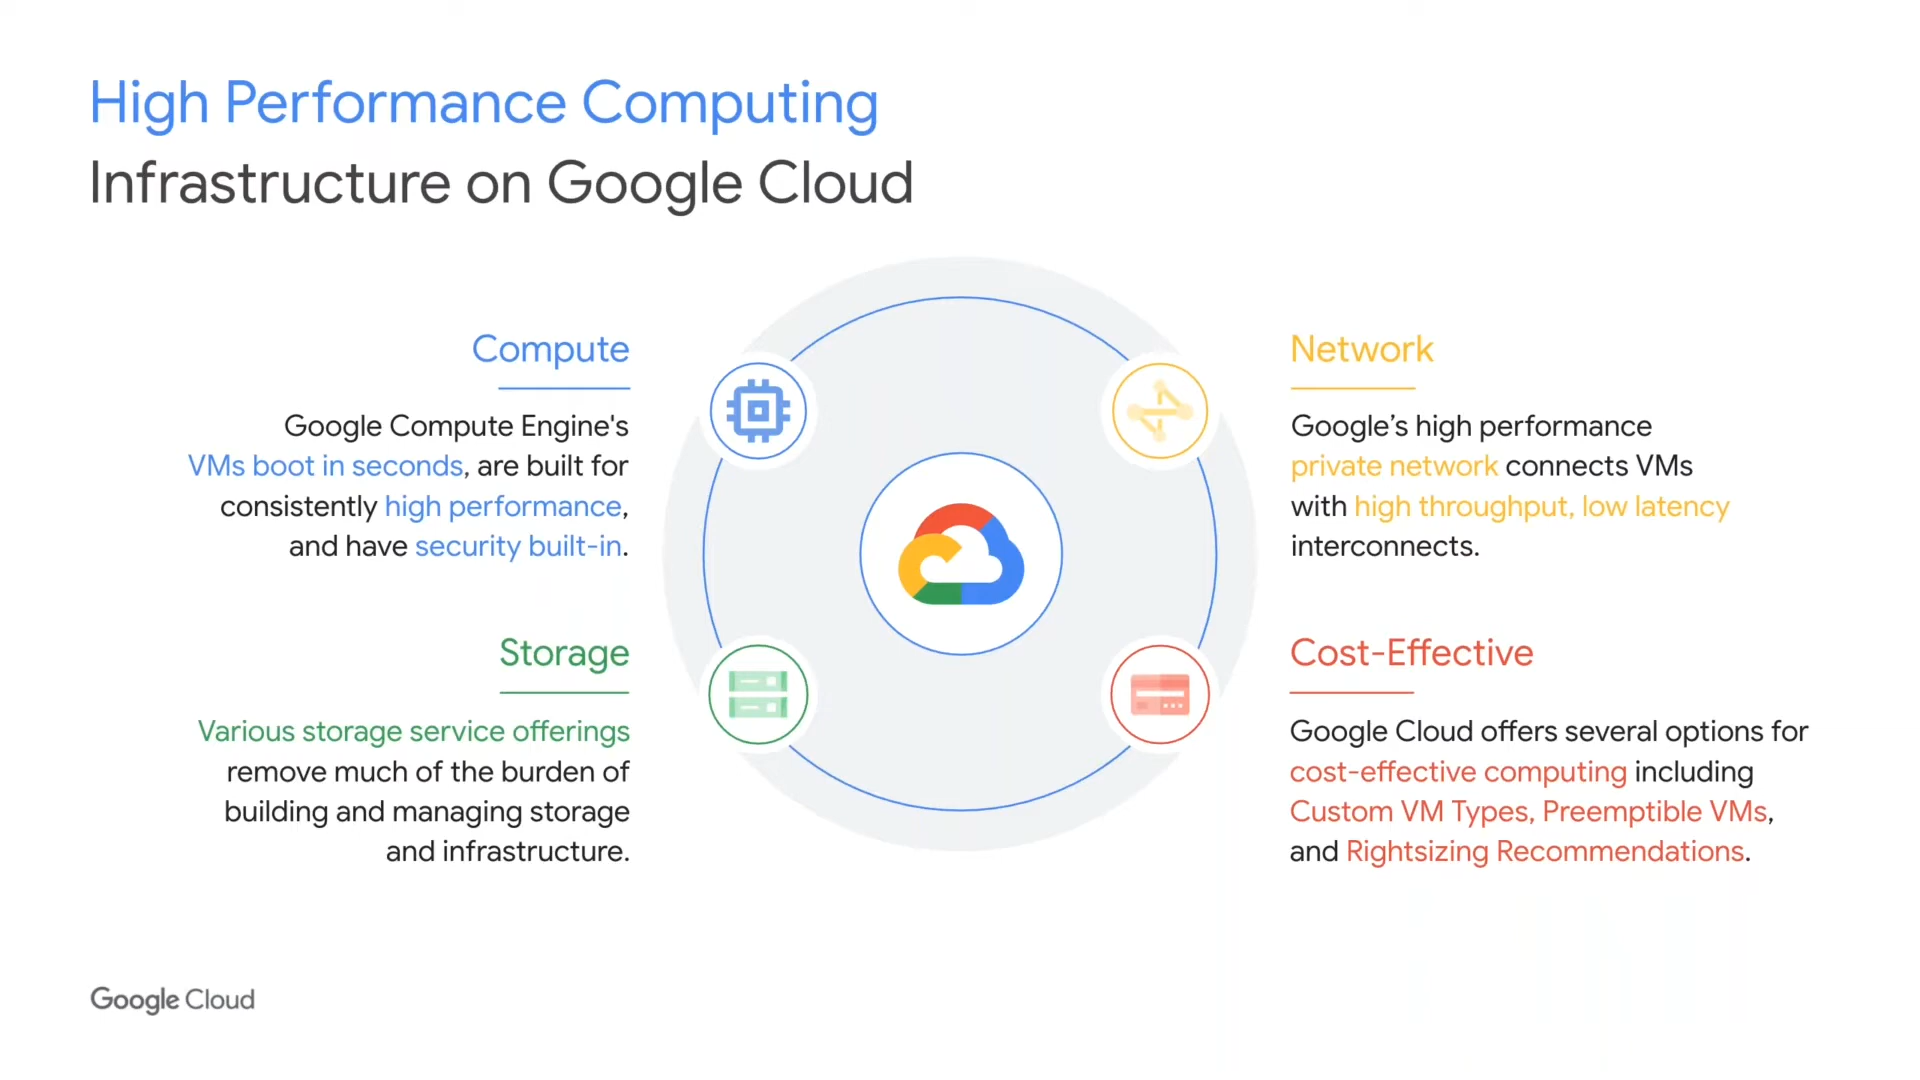 High Performance Computing
Infrastructure on Google Cloud
Compute
Google Compute Engine's
VMs boot in seconds, are built for
consistently high performance,
and have security built-in.
Network
Google’s high performance
private network connects VMs
with high throughput, low latency
interconnects.
Storage
Various storage service offerings
remove much of the burden of
building and managing storage
and infrastructure.
Cost-Effective
Google Cloud offers several options for
cost-effective computing including
Custom VM Types, Preemptible VMs,
and Rightsizing Recommendations.
Google Cloud